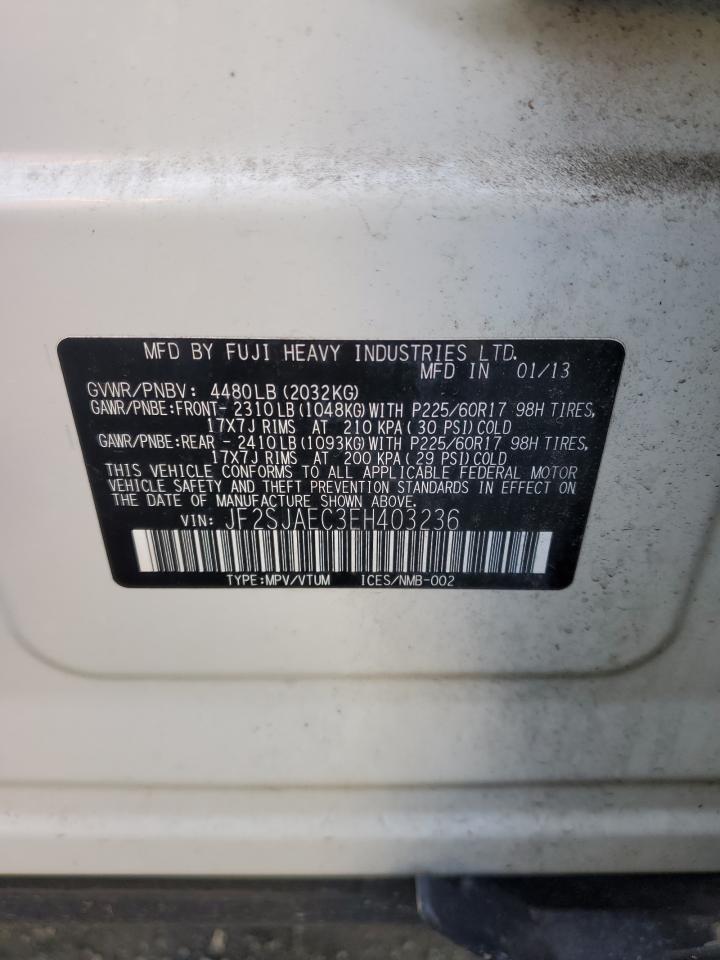 MFD BY FUJI HEAVY INDUSTRIES LTD.
MFD IN 01/13
GVWR/PNBV: 4480LB (2032KG)
GAWR/PNBE:FRONT- 2310LB (1048KG)WITH P225/60R17 98H TIRES,
17X7J RIMS AT 210 KPA( 30 PSI)COLD
GAWR/PNBE:REAR - 2410LB (1093KG)WITH P225/60R17 98H TIRES,
17X7J RIMS AT 200 KPA( 29 PSI)COLD
THIS VEHICLE CONFORMS TO ALL APPLICABLE FEDERAL MOTOR
VEHICLE SAFETY AND THEFT PREVENTION STANDARDS IN EFFECT ON
THE DATE OF MANUFACTURE SHOWN ABOVE.
VIN: JF2SJAEC3EH403236
TYPE:MPV/VTUM ICES/NMB-002